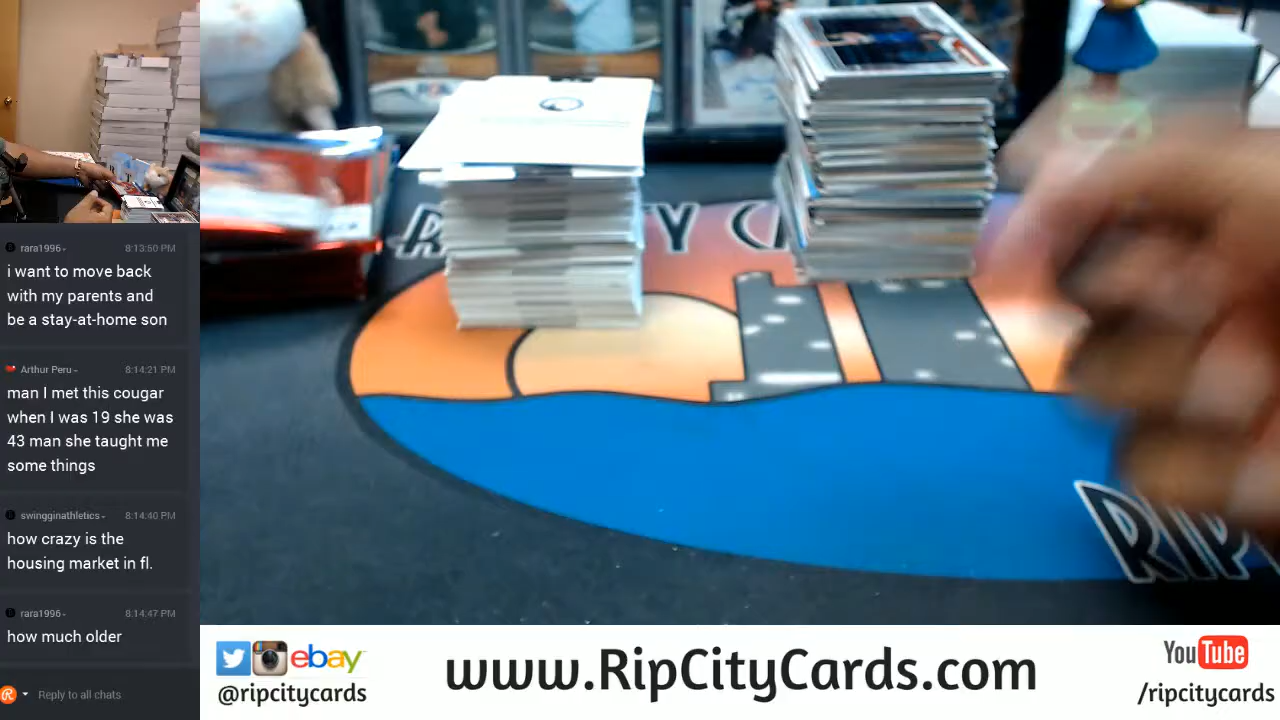 rara1996 8:13:50 PM
i want to move back
with my parents and
be a stay-at-home son
Arthur Peru 8:14:21 PM
man I met this cougar
when I was 19 she was
43 man she taught me
some things
swingginathletics 8:14:40 PM
how crazy is the
housing market in fl.
rara1996 8:14:47 PM
how much older
Reply to all chats
RIP
ebay
@ripcitycards
www.RipCityCards.com
YouTube
/ripcitycards